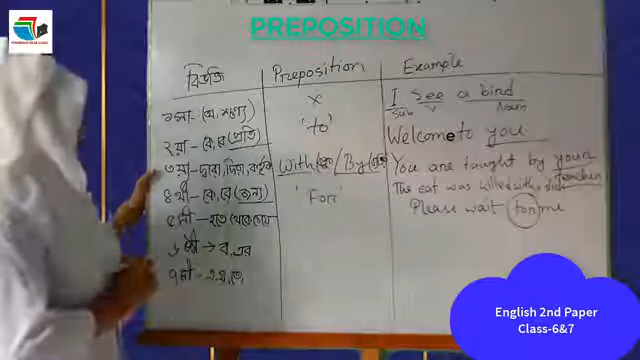 PREPOSITION
বিভক্তি Preposition Example
১মা – (অ, শূণ্য) x I see a bird
Sub V Noun
২য়া – কে, রে (প্রতি) 'to' Welcome to you
৩য়া – দ্বারা, দিয়া, কর্তৃক With / By You are taught by your teacher
৪র্থী – কে, রে (জন্য) 'For' The cat was killed with
৫মী – হতে থেকে চেয়ে Please wait for me
৬ষ্ঠী → র, এর
৭মী – এ, য়, তে
English 2nd Paper
Class-6&7